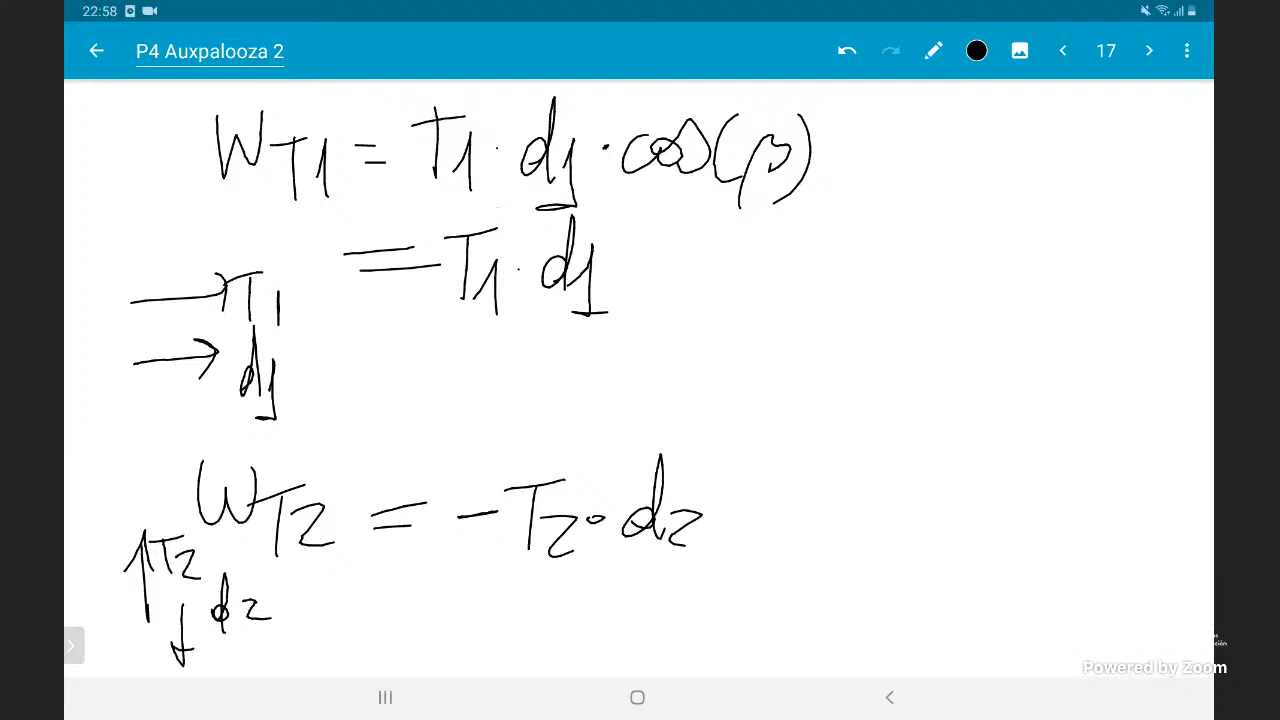 22:58
P4 Auxpalooza 2
17
W_T1 = T1 · d1 · cos(β)
= T1 · d1
T1
d1
W_T2 = -T2 · d2
T2
d2
Powered by Zoom